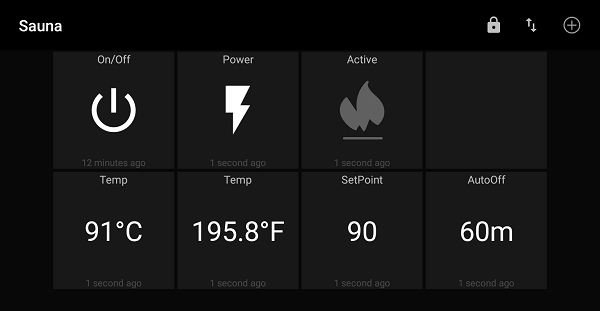 Sauna
On/Off
Power
Active
12 minutes ago
1 second ago
1 second ago
Temp
Temp
SetPoint
AutoOff
91°C
195.8°F
90
60m
1 second ago
1 second ago
1 second ago
1 second ago